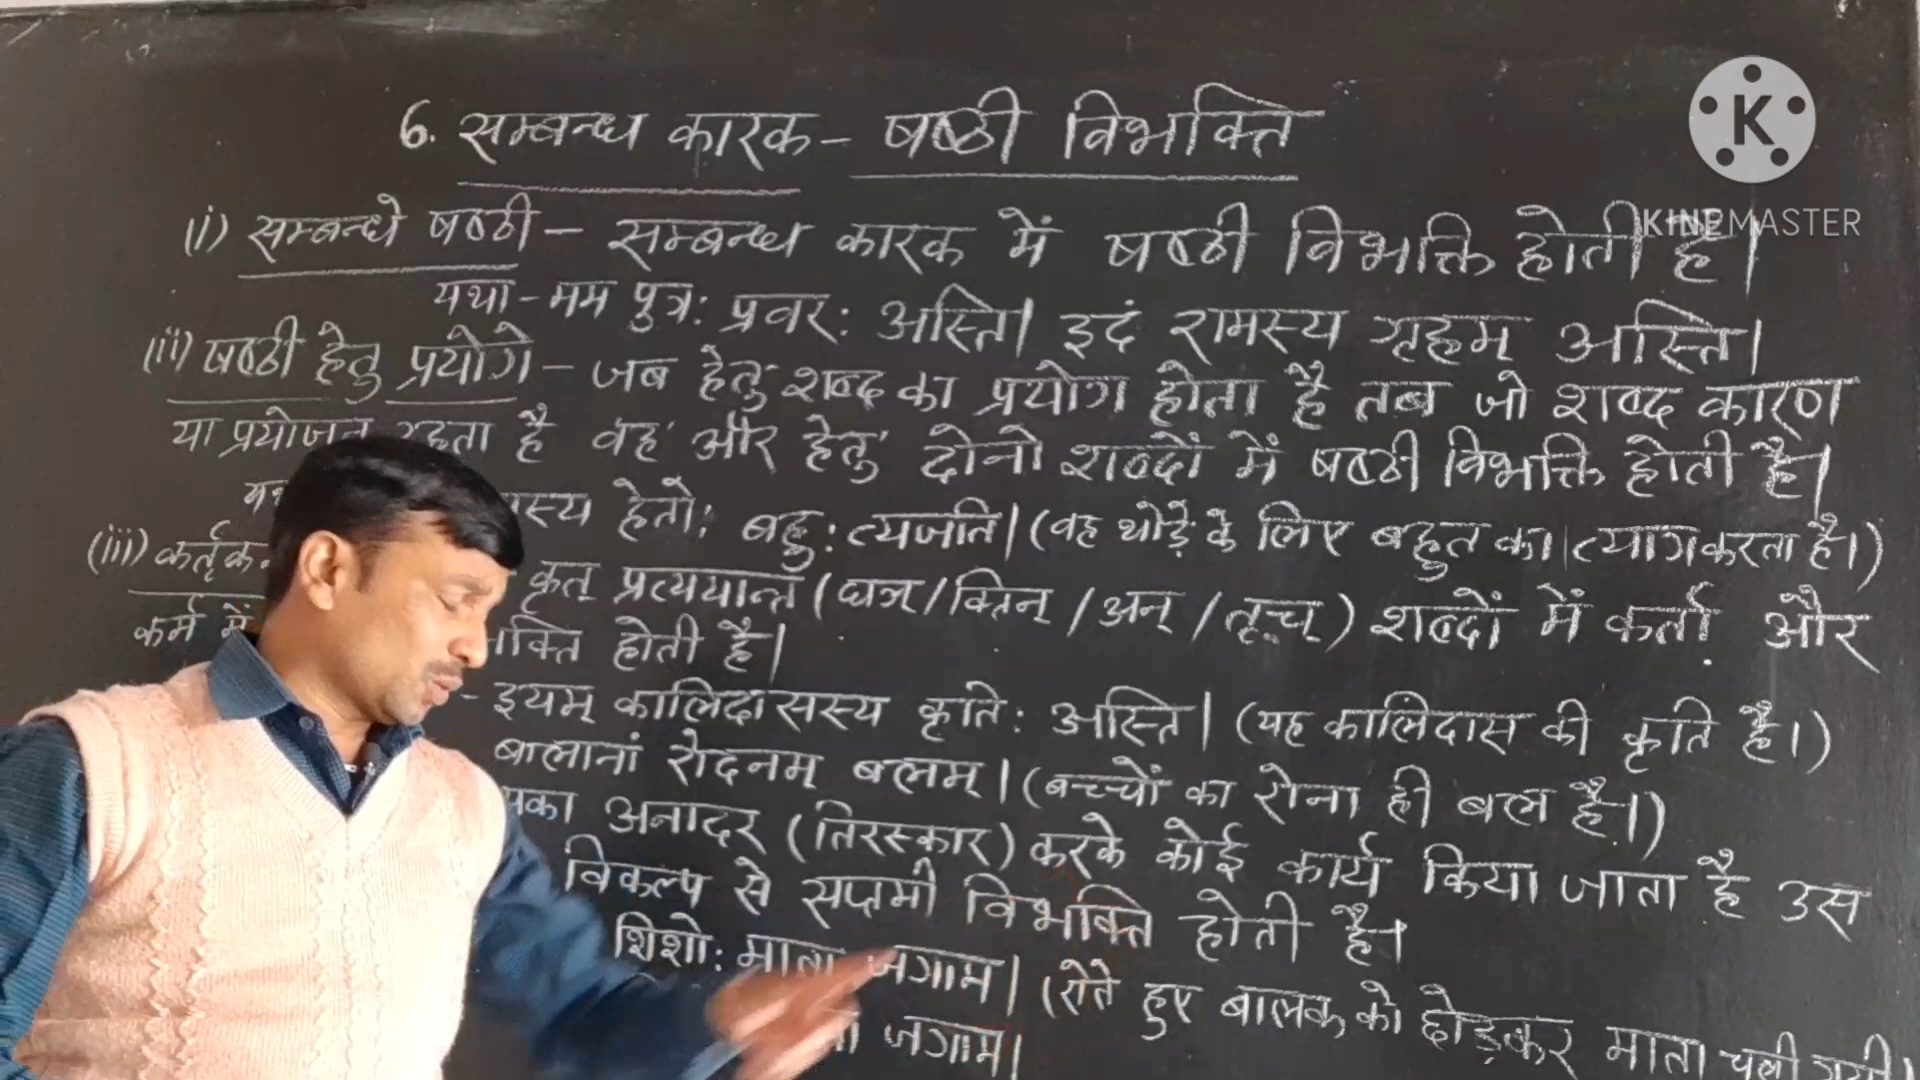 6. सम्बन्ध कारक – षष्ठी विभक्ति
K
KINEMASTER
(i) सम्बन्धे षष्ठी – सम्बन्ध कारक में षष्ठी विभक्ति होती है।
यथा – मम पुत्रः प्रवरः अस्ति। इदं रामस्य गृहम् अस्ति।
(ii) षष्ठी हेतु प्रयोगे – जब 'हेतु' शब्द का प्रयोग होता है तब जो शब्द कारण
या प्रयोजन रहता है वह और 'हेतु' दोनो शब्दों में षष्ठी विभक्ति होती है।
हेतोः बहुः त्यजति। (वह थोड़े के लिए बहुत का त्याग करता है।)
(iii) कृत् प्रत्ययान्त (घञ् / क्तिन् / अन् / तृच्) शब्दों में कर्ता और
कर्म में होती है।
- इयम् कालिदासस्य कृतिः अस्ति। (यह कालिदास की कृति है।)
बालानां रोदनम् बलम्। (बच्चों का रोना ही बल है।)
अनादर (तिरस्कार) करके कोई कार्य किया जाता है उस
विकल्प से सप्तमी विभक्ति होती है।
शिशोः माता जगाम। (रोते हुए बालक को छोड़कर माता चली गयी।
जगाम।